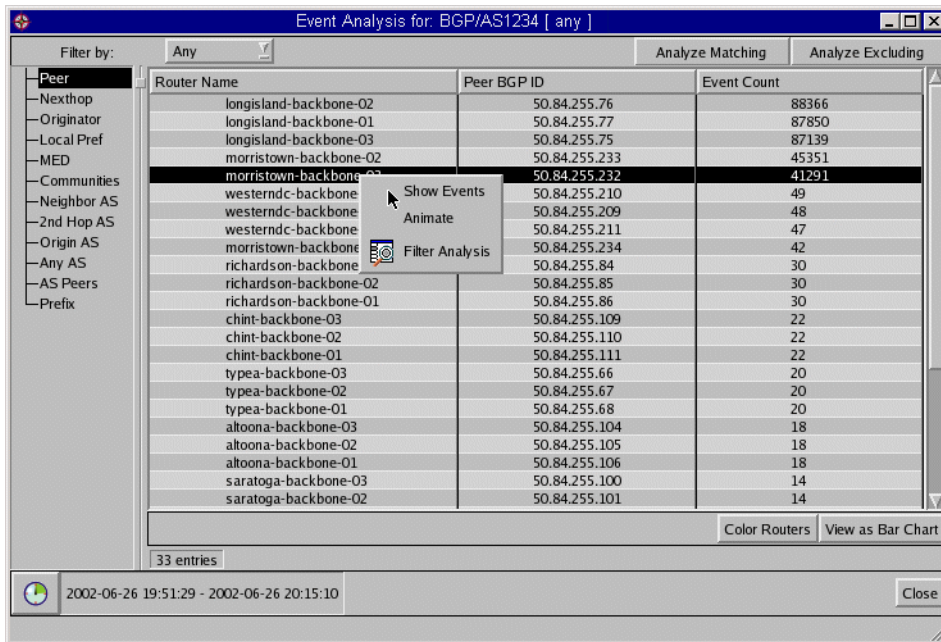 Event Analysis for: BGP/AS1234 [ any ]
Filter by: Any Analyze Matching Analyze Excluding
Peer
Nexthop
Originator
Local Pref
MED
Communities
Neighbor AS
2nd Hop AS
Origin AS
Any AS
AS Peers
Prefix
Router Name Peer BGP ID Event Count
longisland-backbone-02 50.84.255.76 88366
longisland-backbone-01 50.84.255.77 87850
longisland-backbone-03 50.84.255.75 87139
morristown-backbone-02 50.84.255.233 45351
morristown-backbone- 50.84.255.232 41291
westerndc-backbone 50.84.255.210 49
westerndc-backbone 50.84.255.209 48
westerndc-backbone 50.84.255.211 47
morristown-backbone 50.84.255.234 42
richardson-backbone 50.84.255.84 30
richardson-backbone-02 50.84.255.85 30
richardson-backbone-01 50.84.255.86 30
chint-backbone-03 50.84.255.109 22
chint-backbone-02 50.84.255.110 22
chint-backbone-01 50.84.255.111 22
typea-backbone-03 50.84.255.66 20
typea-backbone-02 50.84.255.67 20
typea-backbone-01 50.84.255.68 20
altoona-backbone-03 50.84.255.104 18
altoona-backbone-02 50.84.255.105 18
altoona-backbone-01 50.84.255.106 18
saratoga-backbone-03 50.84.255.100 14
saratoga-backbone-02 50.84.255.101 14
Show Events
Animate
Filter Analysis
Color Routers View as Bar Chart
33 entries
2002-06-26 19:51:29 - 2002-06-26 20:15:10 Close